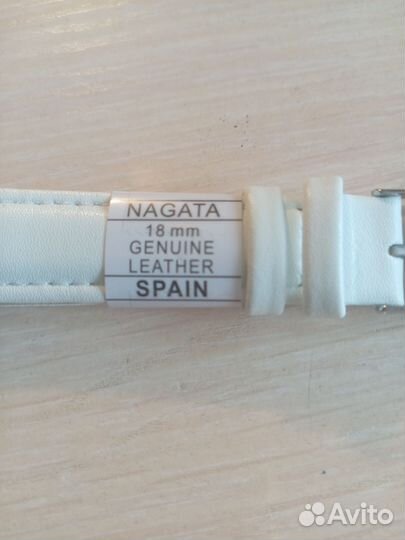 NAGATA
18 mm
GENUINE
LEATHER
SPAIN
Avito